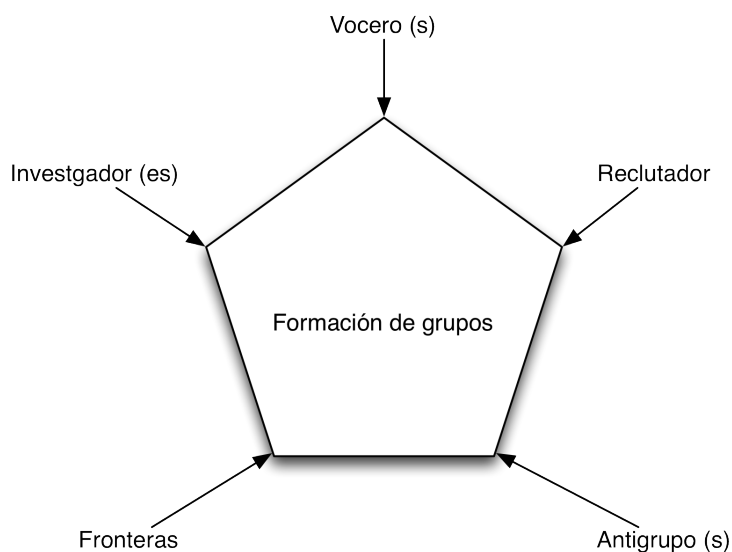 Vocero (s)
Investgador (es)
Reclutador
Formación de grupos
Fronteras
Antigrupo (s)